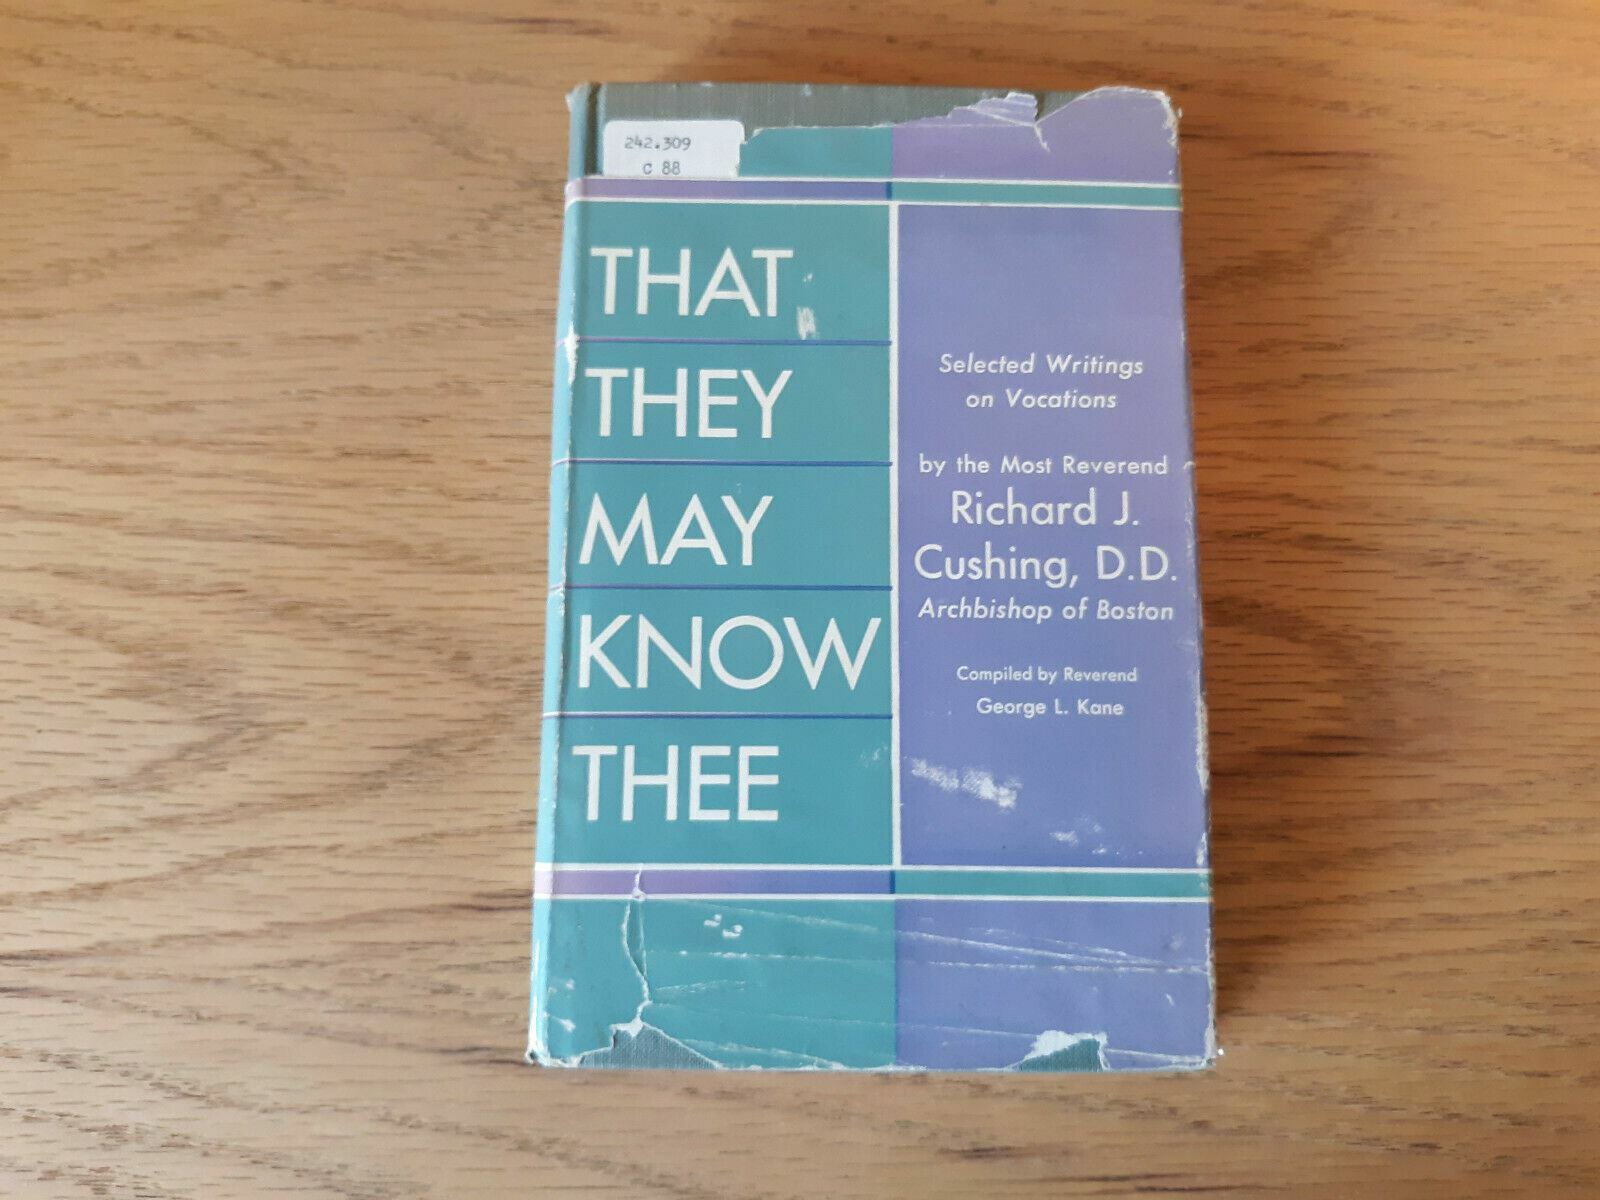 242.309
C 88
THAT
THEY
MAY
KNOW
THEE
Selected Writings
on Vocations
by the Most Reverend
Richard J.
Cushing, D.D.
Archbishop of Boston
Compiled by Reverend
George L. Kane